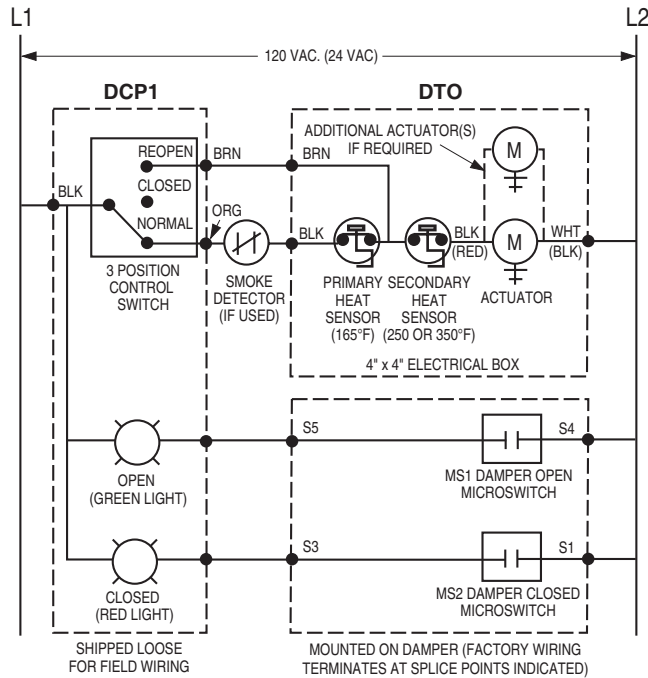 L1
L2
120 VAC. (24 VAC)
DCP1
DTO
REOPEN
CLOSED
NORMAL
BLK
BRN
BRN
ORG
ADDITIONAL ACTUATOR(S)
IF REQUIRED
M
M
BLK
BLK
(RED)
WHT
(BLK)
3 POSITION
CONTROL
SWITCH
SMOKE
DETECTOR
(IF USED)
PRIMARY
HEAT
SENSOR
(165°F)
SECONDARY
HEAT
SENSOR
(250 OR 350°F)
ACTUATOR
4" x 4" ELECTRICAL BOX
OPEN
(GREEN LIGHT)
S5
S4
MS1 DAMPER OPEN
MICROSWITCH
CLOSED
(RED LIGHT)
S3
S1
MS2 DAMPER CLOSED
MICROSWITCH
SHIPPED LOOSE
FOR FIELD WIRING
MOUNTED ON DAMPER (FACTORY WIRING
TERMINATES AT SPLICE POINTS INDICATED)